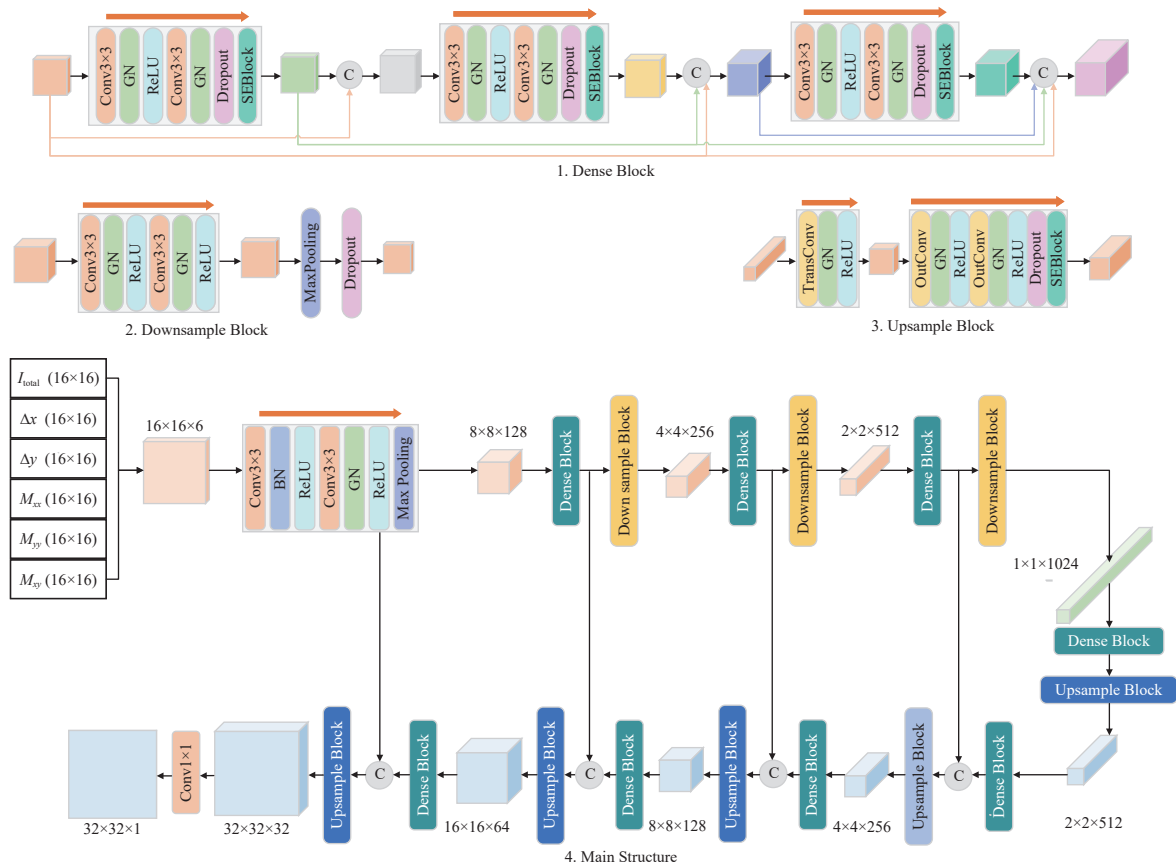 Conv3×3
GN
ReLU
Conv3×3
GN
Dropout
SEBlock
C
Conv3×3
GN
ReLU
Conv3×3
GN
Dropout
SEBlock
C
Conv3×3
GN
ReLU
Conv3×3
GN
Dropout
SEBlock
C
1. Dense Block
Conv3×3
GN
ReLU
Conv3×3
GN
ReLU
MaxPooling
Dropout
2. Downsample Block
TransConv
GN
ReLU
OutConv
GN
ReLU
OutConv
GN
ReLU
Dropout
SEBlock
3. Upsample Block
I_total (16×16)
Δx (16×16)
Δy (16×16)
M_xx (16×16)
M_yy (16×16)
M_xy (16×16)
16×16×6
Conv3×3
BN
ReLU
Conv3×3
GN
ReLU
Max Pooling
8×8×128
Dense Block
Down sample Block
4×4×256
Dense Block
Downsample Block
2×2×512
Dense Block
Downsample Block
1×1×1024
Dense Block
Upsample Block
2×2×512
Dense Block
C
Upsample Block
4×4×256
Dense Block
C
Upsample Block
8×8×128
Dense Block
C
Upsample Block
16×16×64
Dense Block
C
Upsample Block
32×32×32
Conv1×1
32×32×1
4. Main Structure